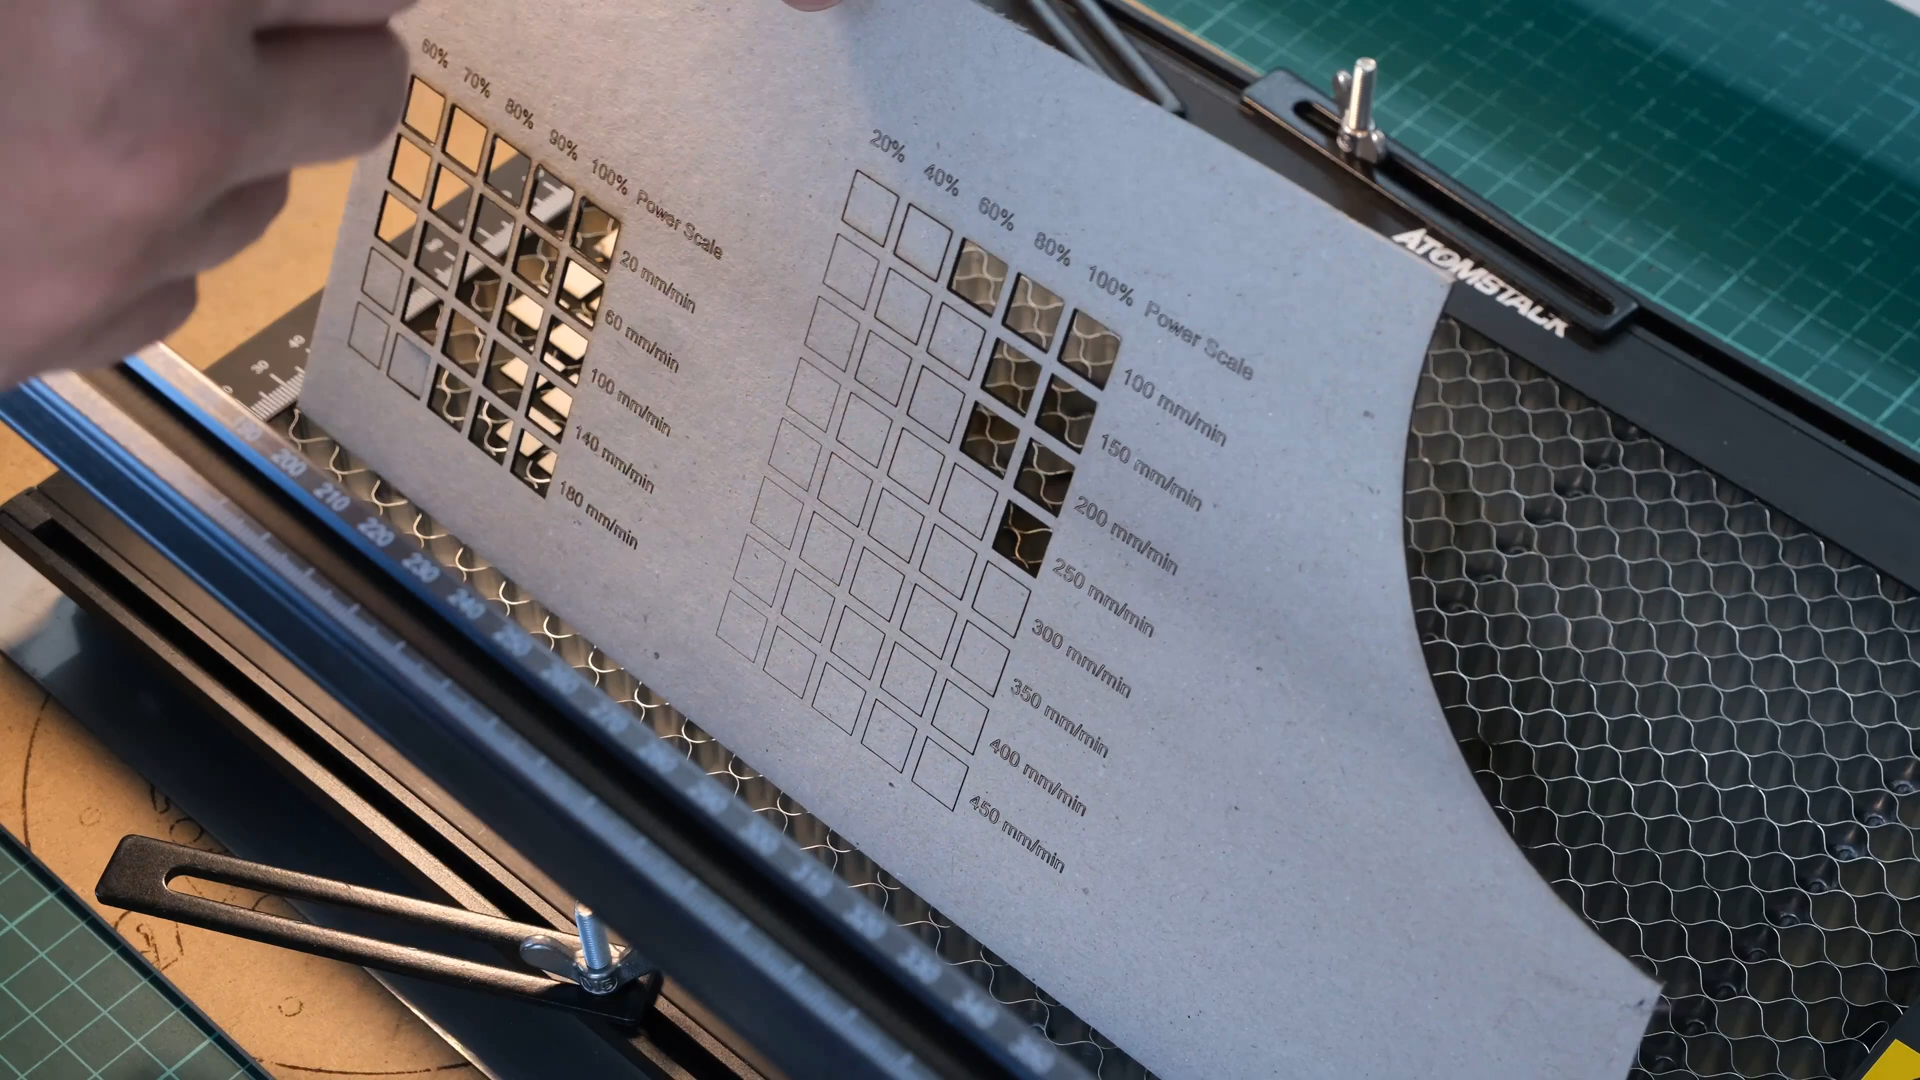 60% 70% 80% 90% 100% Power Scale
20 mm/min
60 mm/min
100 mm/min
140 mm/min
180 mm/min
20% 40% 60% 80% 100% Power Scale
100 mm/min
150 mm/min
200 mm/min
250 mm/min
300 mm/min
350 mm/min
400 mm/min
450 mm/min
ATOMSTACK
30 40
200 210 220 230 240 250